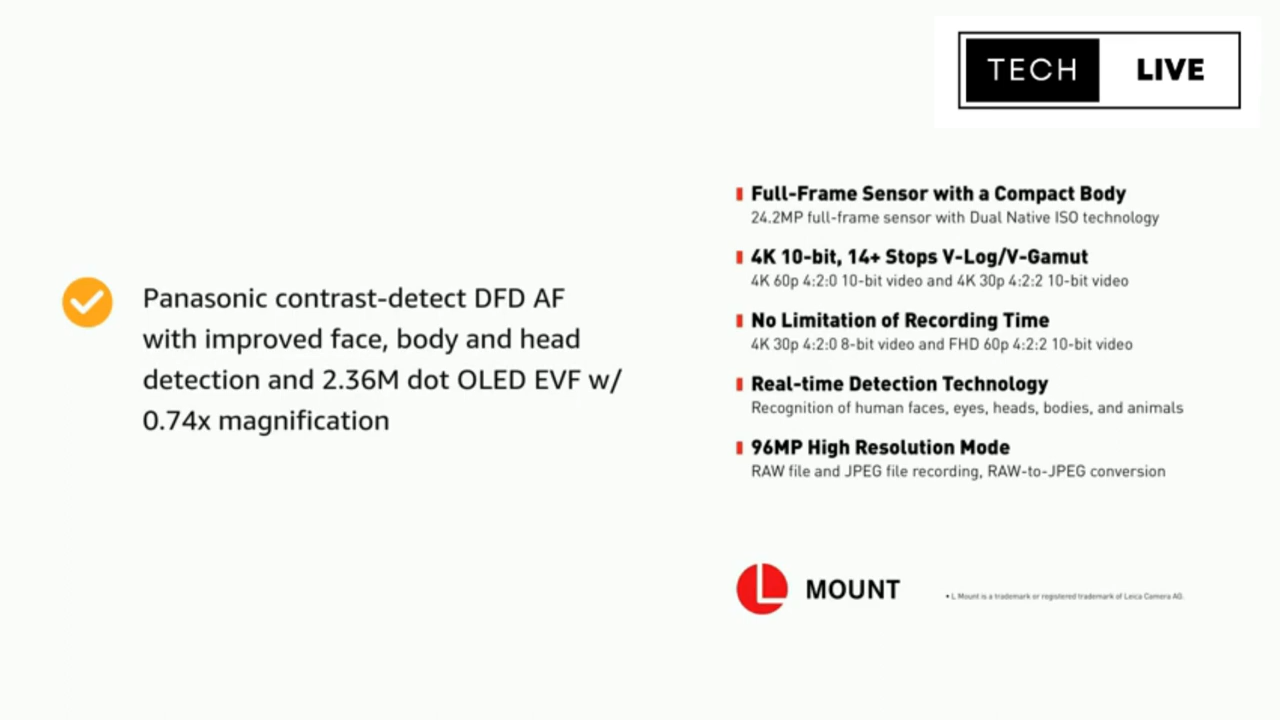 TECH LIVE
Panasonic contrast-detect DFD AF
with improved face, body and head
detection and 2.36M dot OLED EVF w/
0.74x magnification
Full-Frame Sensor with a Compact Body
24.2MP full-frame sensor with Dual Native ISO technology
4K 10-bit, 14+ Stops V-Log/V-Gamut
4K 60p 4:2:0 10-bit video and 4K 30p 4:2:2 10-bit video
No Limitation of Recording Time
4K 30p 4:2:0 8-bit video and FHD 60p 4:2:2 10-bit video
Real-time Detection Technology
Recognition of human faces, eyes, heads, bodies, and animals
96MP High Resolution Mode
RAW file and JPEG file recording, RAW-to-JPEG conversion
L MOUNT
• L Mount is a trademark or registered trademark of Leica Camera AG.